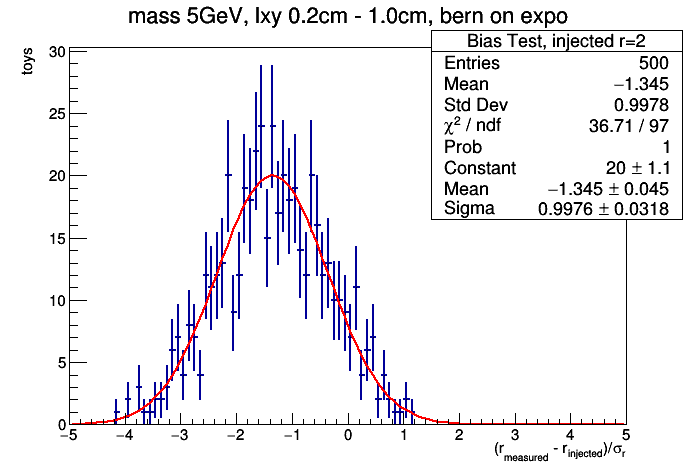 mass 5GeV, lxy 0.2cm - 1.0cm, bern on expo
Bias Test, injected r=2
Entries 500
Mean −1.345
Std Dev 0.9978
χ² / ndf 36.71 / 97
Prob 1
Constant 20 ± 1.1
Mean −1.345 ± 0.045
Sigma 0.9976 ± 0.0318
toys
30
25
20
15
10
5
0
−5 −4 −3 −2 −1 0 1 2 3 4 5
(r_measured - r_injected)/σ_r